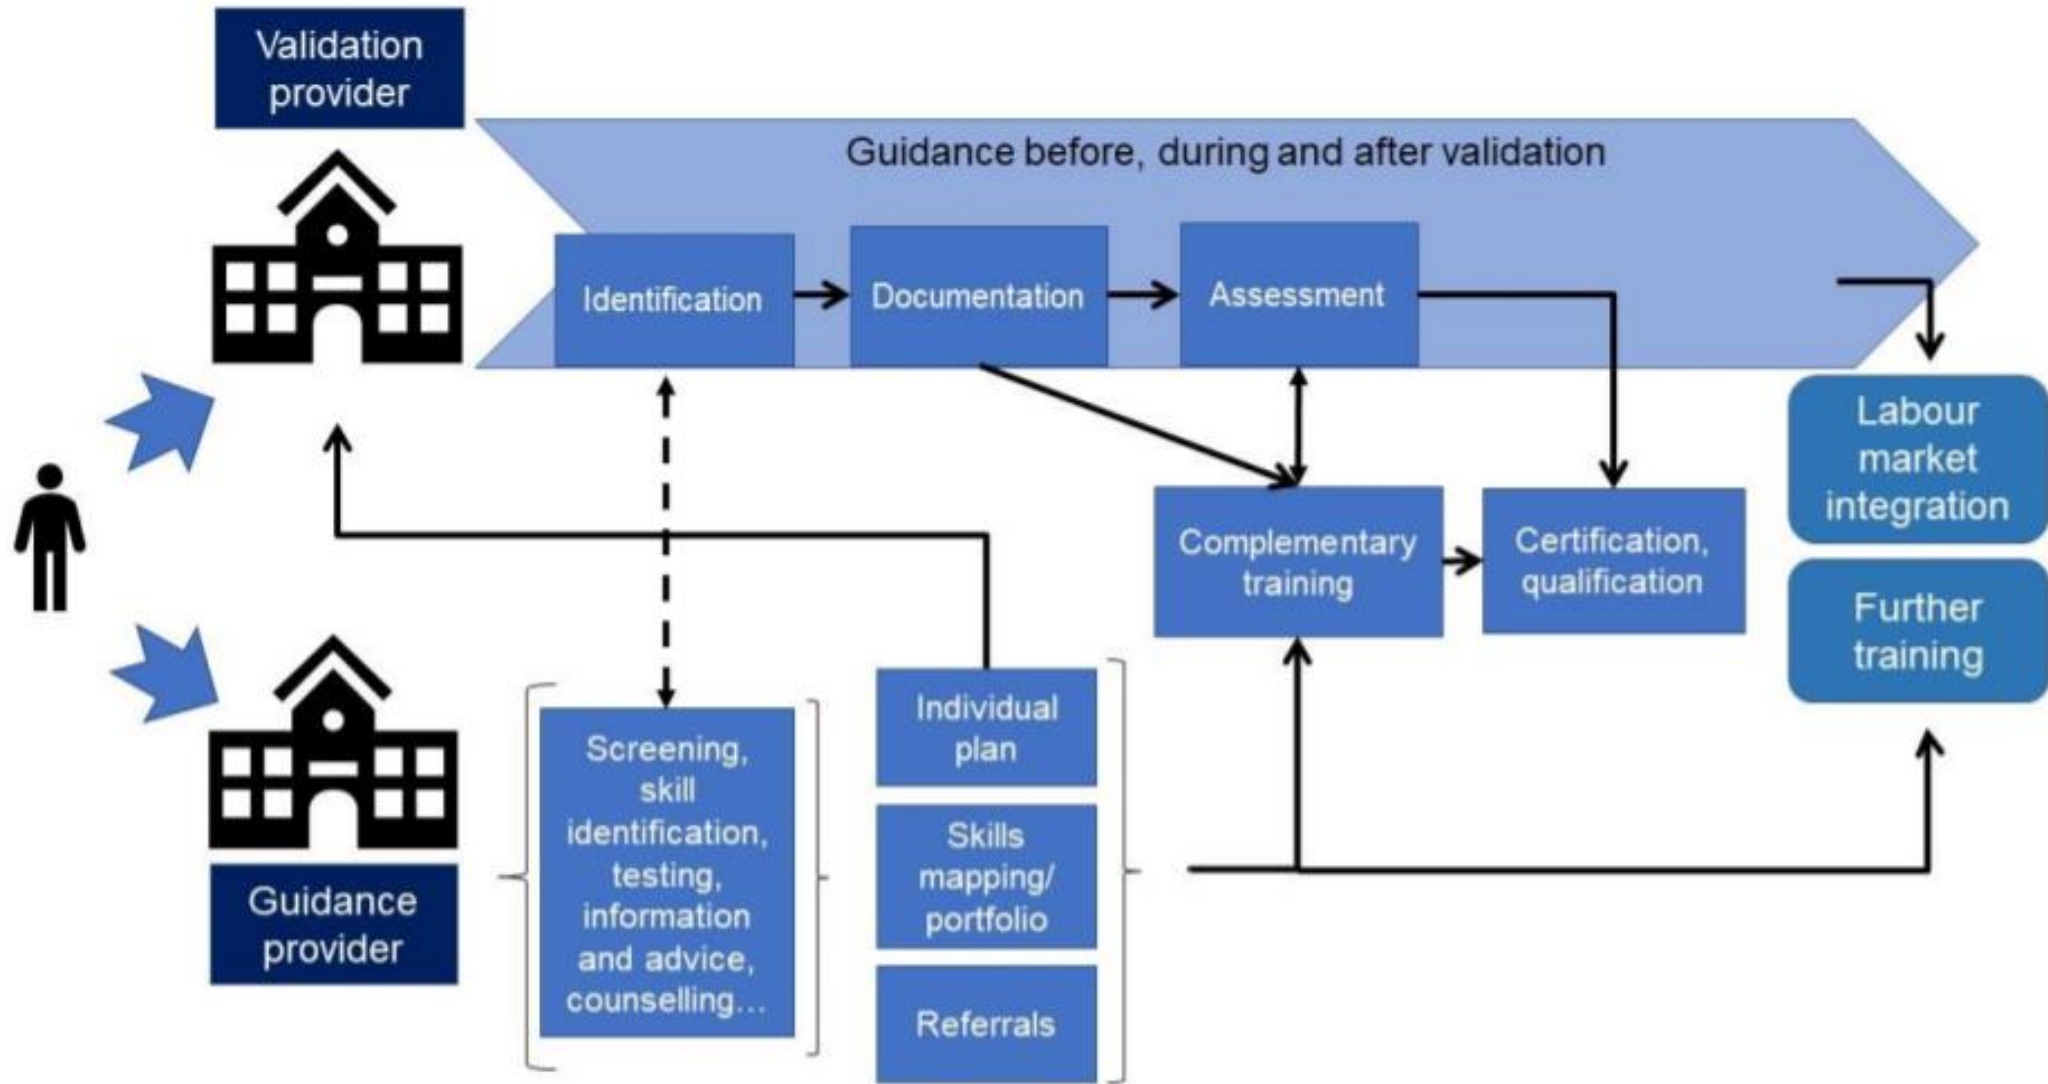 Validation
provider
Guidance before, during and after validation
Identification
Documentation
Assessment
Labour
market
integration
Complementary
training
Certification,
qualification
Further
training
Individual
plan
Screening,
skill
identification,
testing,
information
and advice,
counselling...
Skills
mapping/
portfolio
Guidance
provider
Referrals